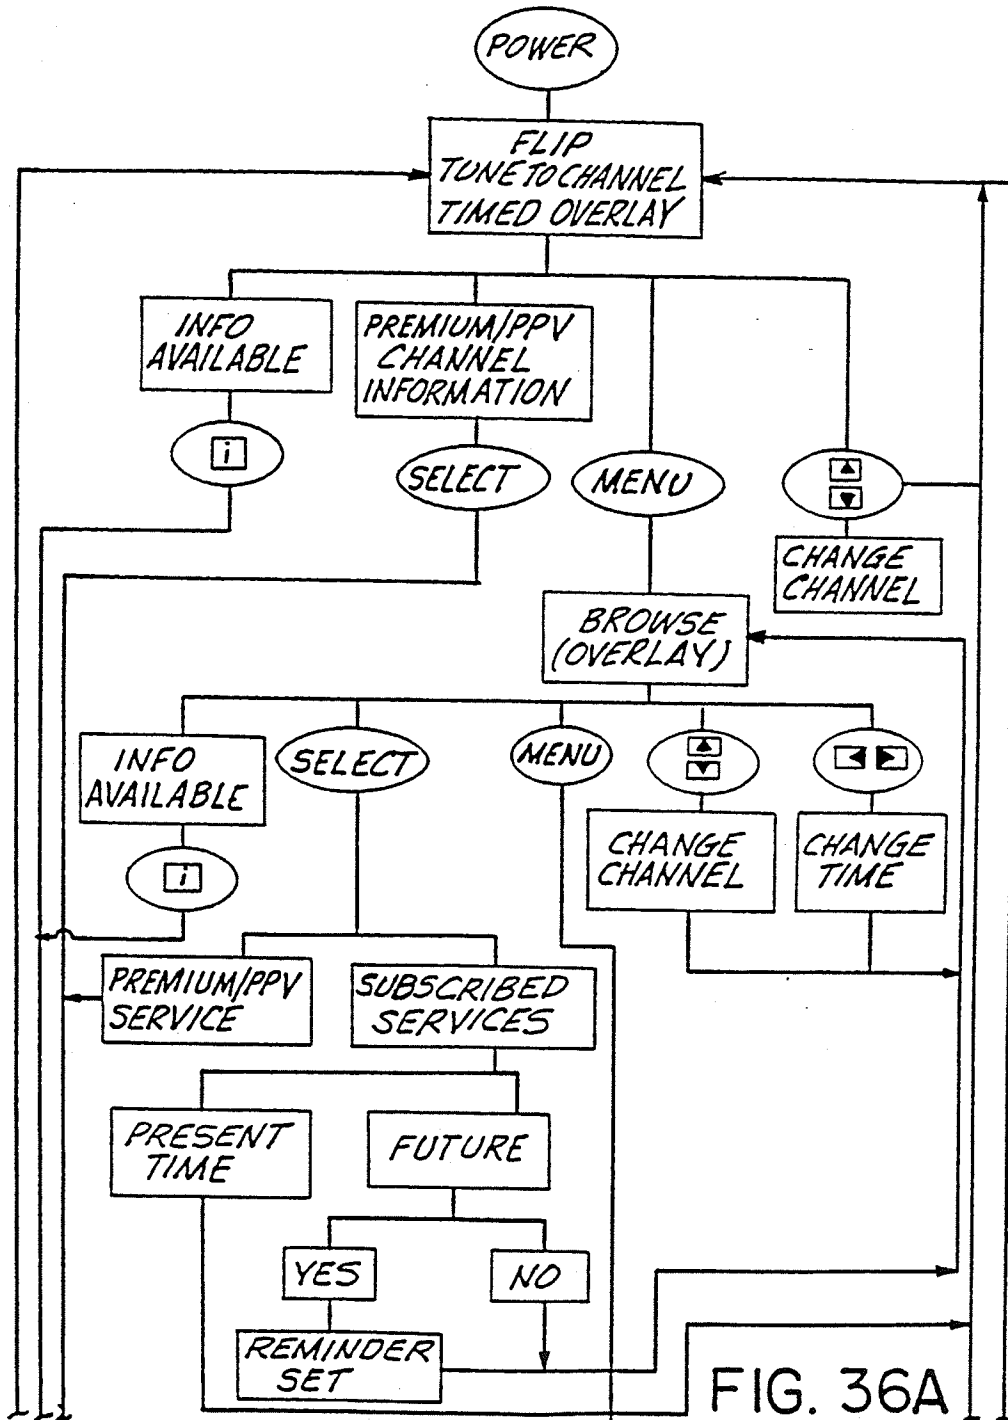 POWER
FLIP
TUNE TO CHANNEL
TIMED OVERLAY
INFO
AVAILABLE
PREMIUM/PPV
CHANNEL
INFORMATION
i
SELECT
MENU
CHANGE
CHANNEL
BROWSE
(OVERLAY)
INFO
AVAILABLE
SELECT
MENU
CHANGE
CHANNEL
CHANGE
TIME
i
PREMIUM/PPV
SERVICE
SUBSCRIBED
SERVICES
PRESENT
TIME
FUTURE
YES
NO
REMINDER
SET
FIG. 36A